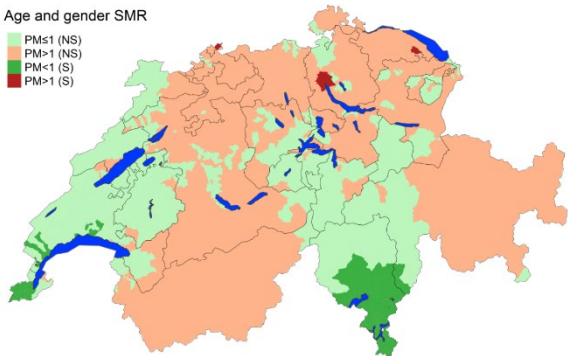 Age and gender SMR
PM≤1 (NS)
PM>1 (NS)
PM<1 (S)
PM>1 (S)